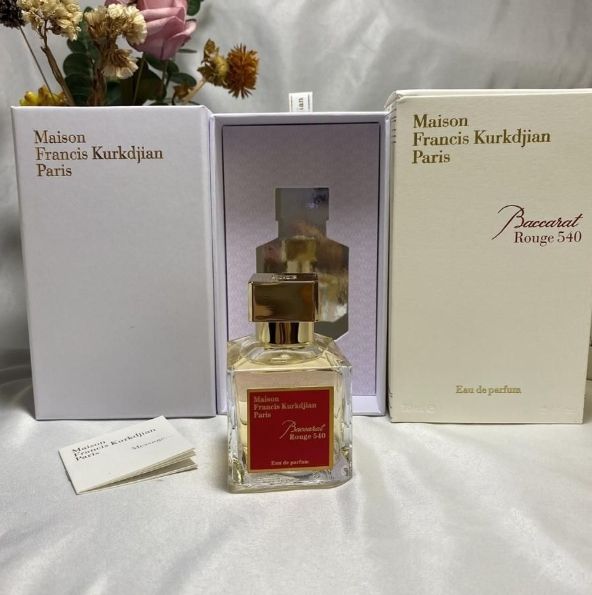 Maison
Francis Kurkdjian
Paris
Maison
Francis Kurkdjian
Paris
Baccarat
Rouge 540
Eau de parfum
Maison
Francis Kurkdjian
Paris
Baccarat
Rouge 540
Eau de parfum
Maison
Francis Kurkdjian
Paris
Message...